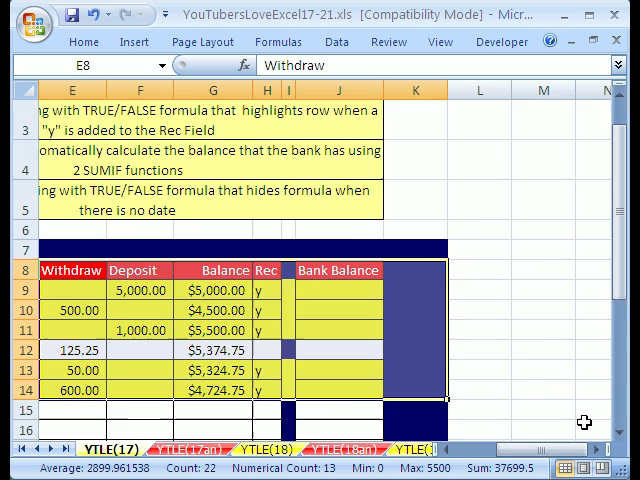 YouTubersLoveExcel17-21.xls [Compatibility Mode] - Micr...
Home Insert Page Layout Formulas Data Review View Developer
E8 fx Withdraw
E F G H I J K L M N
ng with TRUE/FALSE formula that highlights row when a
3 "y" is added to the Rec Field
omatically calculate the balance that the bank has using
4 2 SUMIF functions
ing with TRUE/FALSE formula that hides formula when
5 there is no date
6
7
8 Withdraw Deposit Balance Rec Bank Balance
9 5,000.00 $5,000.00 y
10 500.00 $4,500.00 y
11 1,000.00 $5,500.00 y
12 125.25 $5,374.75
13 50.00 $5,324.75 y
14 600.00 $4,724.75 y
15
16
YTLE(17) YTLE(17an) YTLE(18) YTLE(18an) YTLE(1
Average: 2899.961538 Count: 22 Numerical Count: 13 Min: 0 Max: 5500 Sum: 37699.5